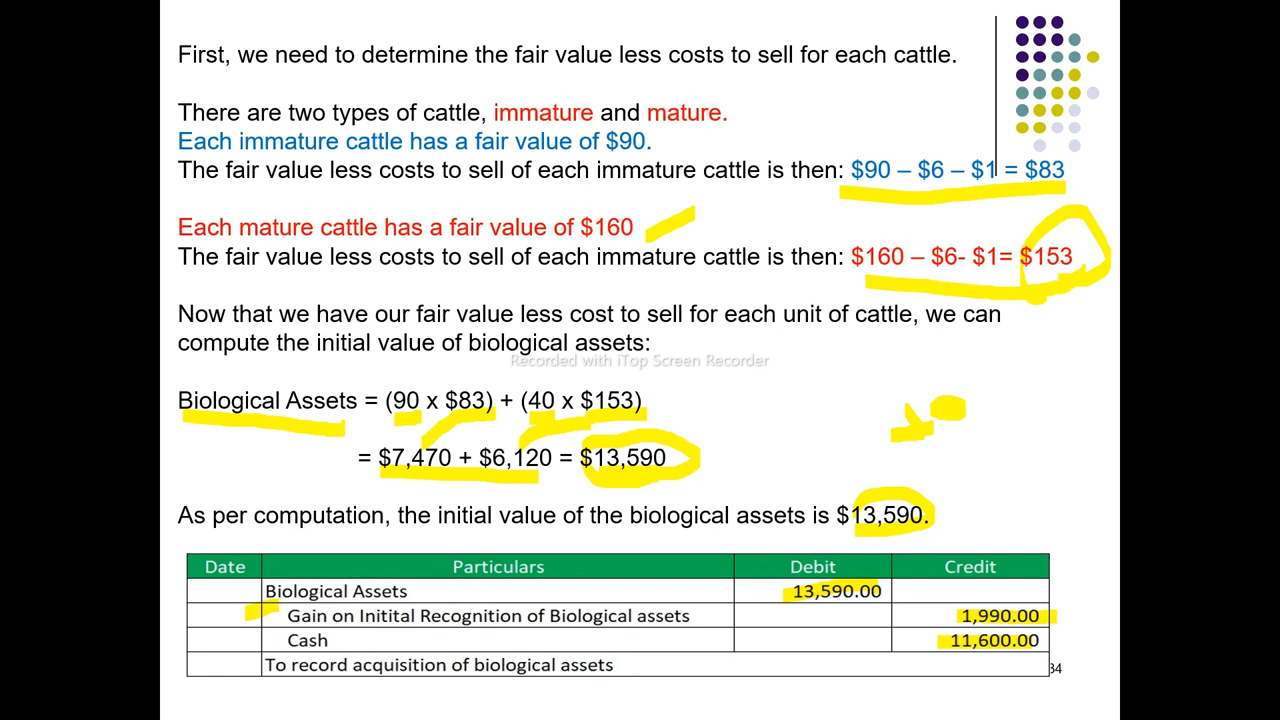 First, we need to determine the fair value less costs to sell for each cattle.
There are two types of cattle, immature and mature.
Each immature cattle has a fair value of $90.
The fair value less costs to sell of each immature cattle is then: $90 – $6 – $1 = $83
Each mature cattle has a fair value of $160
The fair value less costs to sell of each immature cattle is then: $160 – $6- $1= $153
Now that we have our fair value less cost to sell for each unit of cattle, we can
compute the initial value of biological assets:
Recorded with iTop Screen Recorder
Biological Assets = (90 x $83) + (40 x $153)
= $7,470 + $6,120 = $13,590
As per computation, the initial value of the biological assets is $13,590.
Date Particulars Debit Credit
Biological Assets 13,590.00
Gain on Initital Recognition of Biological assets 1,990.00
Cash 11,600.00
To record acquisition of biological assets
34